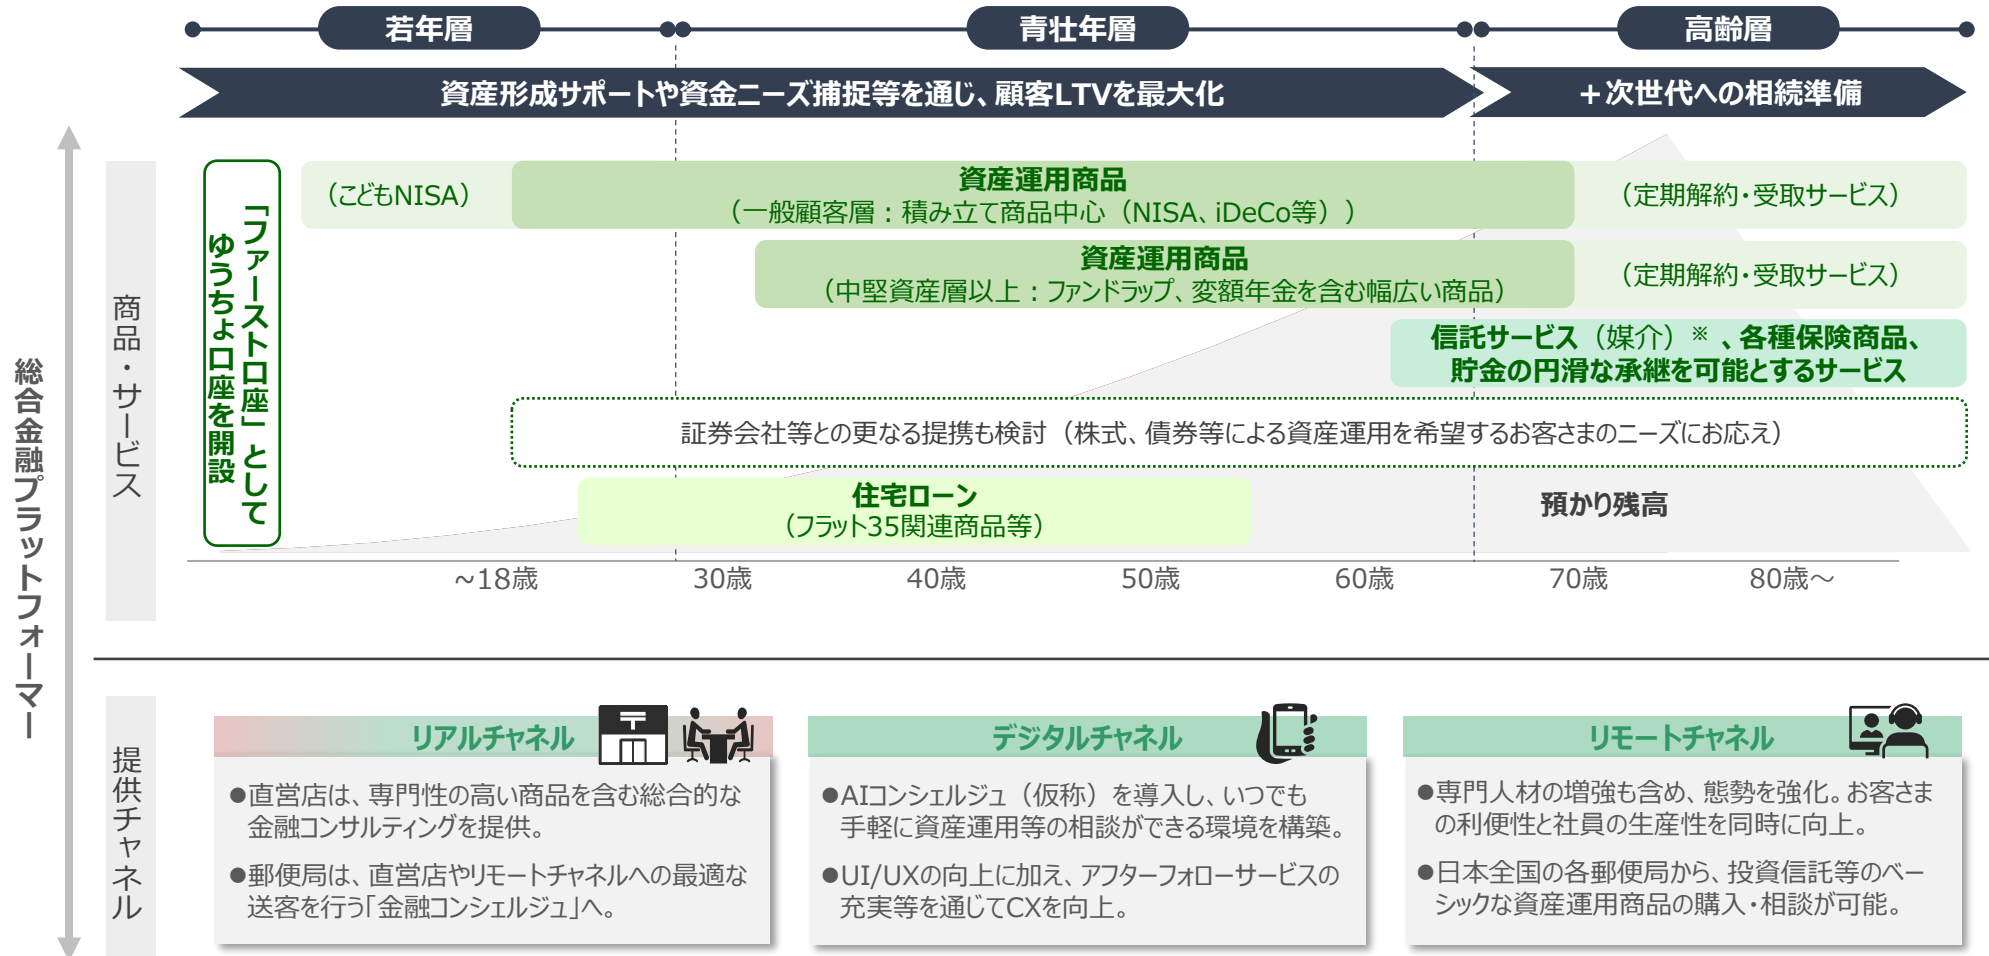 若年層
青壮年層
高齢層
資産形成サポートや資金ニーズ捕捉等を通じ、顧客LTVを最大化
+次世代への相続準備
総合金融プラットフォーマー
商品・サービス
「ファーストロ座」として
ゆうちょ口座を開設
（こどもNISA）
資産運用商品
（一般顧客層：積み立て商品中心（NISA、iDeCo等））
（定期解約・受取サービス）
資産運用商品
（中堅資産層以上：ファンドラップ、変額年金を含む幅広い商品）
（定期解約・受取サービス）
信託サービス（媒介）※、各種保険商品、
貯金の円滑な承継を可能とするサービス
証券会社等との更なる提携も検討（株式、債券等による資産運用を希望するお客さまのニーズにお応え）
住宅ローン
（フラット35関連商品等）
預かり残高
~18歳
30歳
40歳
50歳
60歳
70歳
80歳～
提供チャネル
リアルチャネル
●直営店は、専門性の高い商品を含む総合的な
金融コンサルティングを提供。
●郵便局は、直営店やリモートチャネルへの最適な
送客を行う「金融コンシェルジュ」へ。
デジタルチャネル
●AIコンシェルジュ（仮称）を導入し、いつでも
手軽に資産運用等の相談ができる環境を構築。
●UI/UXの向上に加え、アフターフォローサービスの
充実等を通じてCXを向上。
リモートチャネル
●専門人材の増強も含め、態勢を強化。お客さま
の利便性と社員の生産性を同時に向上。
●日本全国の各郵便局から、投資信託等のベー
シックな資産運用商品の購入・相談が可能。